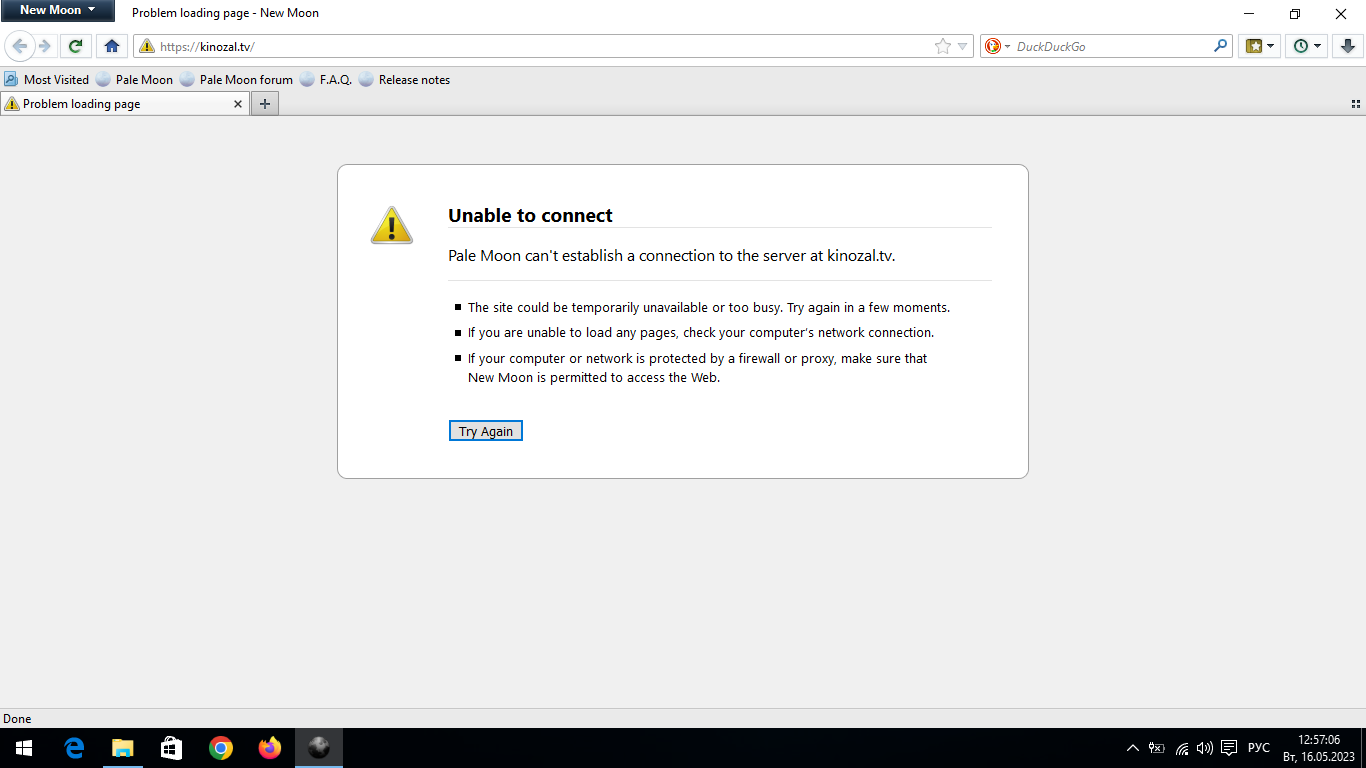 New Moon
Problem loading page - New Moon
https://kinozal.tv/
DuckDuckGo
Most Visited
Pale Moon
Pale Moon forum
F.A.Q.
Release notes
Problem loading page
Unable to connect
Pale Moon can't establish a connection to the server at kinozal.tv.
The site could be temporarily unavailable or too busy. Try again in a few moments.
If you are unable to load any pages, check your computer's network connection.
If your computer or network is protected by a firewall or proxy, make sure that
New Moon is permitted to access the Web.
Try Again
Done
РУС
12:57:06
Вт, 16.05.2023